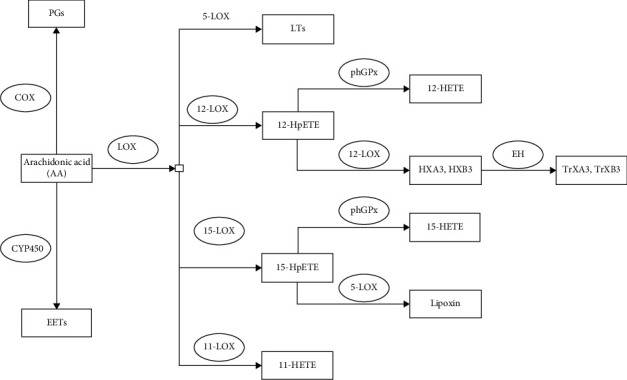 PGs
5-LOX
LTs
phGPx
12-HETE
COX
12-LOX
12-HpETE
LOX
12-LOX
EH
Arachidonic acid
(AA)
HXA3, HXB3
TrXA3, TrXB3
phGPx
15-HETE
15-LOX
CYP450
15-HpETE
5-LOX
Lipoxin
EETs
11-LOX
11-HETE